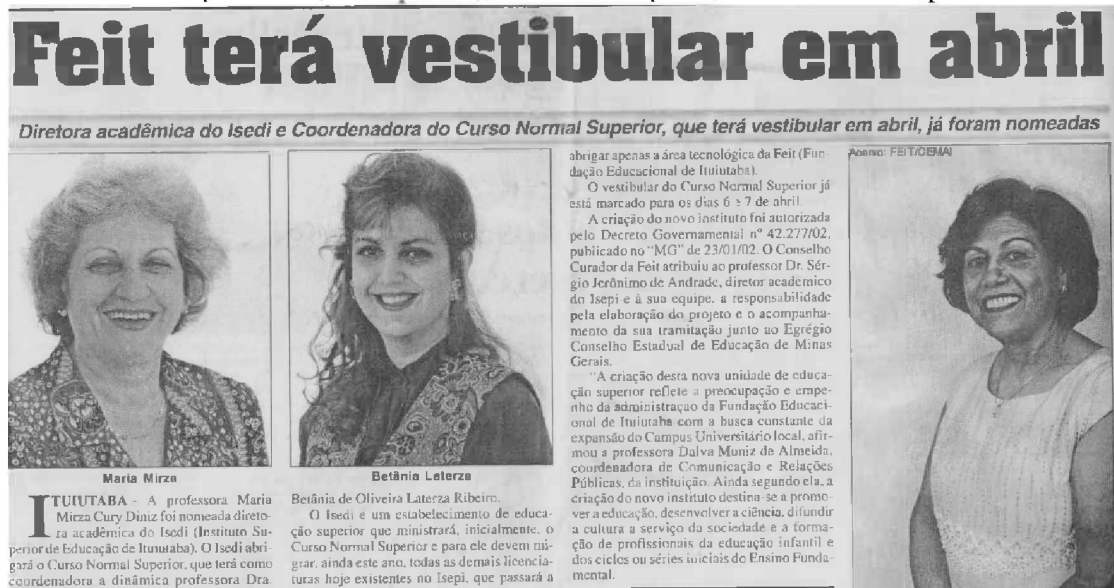 Feit terá vestibular em abril
Diretora acadêmica do Isedi e Coordenadora do Curso Normal Superior, que terá vestibular em abril, já foram nomeadas
Maria Mirza
ITUIUTABA - A professora Maria
Mirza Cury Diniz foi nomeada direto-
ra acadêmica do Isedi (Instituto Su-
perior de Educação de Ituiutaba). O Isedi abri-
gará o Curso Normal Superior, que terá como
coordenadora a dinâmica professora Dra.
Betânia Laterza
Betânia de Oliveira Laterza Ribeiro.
O Isedi é um estabelecimento de educa-
ção superior que ministrará, inicialmente, o
Curso Normal Superior e para ele devem mi-
grar, ainda este ano, todas as demais licencia-
turas hoje existentes no Isepi, que passará a
abrigar apenas a área tecnológica da Feit (Fun-
dação Educacional de Ituiutaba).
O vestibular do Curso Normal Superior já
está marcado para os dias 6 e 7 de abril.
A criação do novo instituto foi autorizada
pelo Decreto Governamental nº 42.277/02,
publicado no "MG" de 23/01/02. O Conselho
Curador da Feit atribuiu ao professor Dr. Sér-
gio Jerônimo de Andrade, diretor acadêmico
do Isepi e à sua equipe, a responsabilidade
pela elaboração do projeto e o acompanha-
mento da sua tramitação junto ao Egrégio
Conselho Estadual de Educação de Minas
Gerais.
"A criação desta nova unidade de educa-
ção superior reflete a preocupação e empe-
nho da administração da Fundação Educaci-
onal de Ituiutaba com a busca constante da
expansão do Campus Universitário local, afir-
mou a professora Dalva Muniz de Almeida,
coordenadora de Comunicação e Relações
Públicas, da instituição. Ainda segundo ela, a
criação do novo instituto destina-se a promo-
ver a educação, desenvolver a ciência, difundir
a cultura a serviço da sociedade e a forma-
ção de profissionais da educação infantil e
dos ciclos ou séries iniciais do Ensino Funda-
mental.
Acervo: FEIT/CEMAI